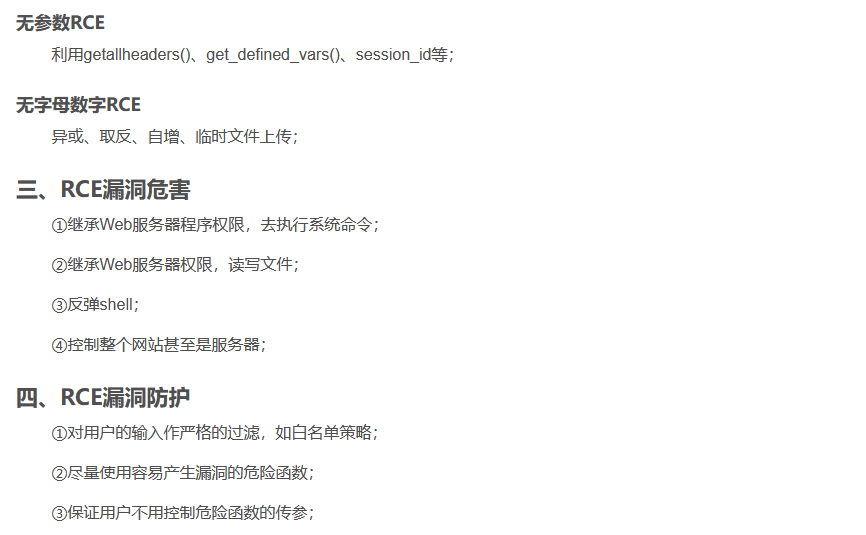 无参数RCE
利用getallheaders()、get_defined_vars()、session_id等；
无字母数字RCE
异或、取反、自增、临时文件上传；
三、RCE漏洞危害
①继承Web服务器程序权限，去执行系统命令；
②继承Web服务器权限，读写文件；
③反弹shell；
④控制整个网站甚至是服务器；
四、RCE漏洞防护
①对用户的输入作严格的过滤，如白名单策略；
②尽量使用容易产生漏洞的危险函数；
③保证用户不用控制危险函数的传参；